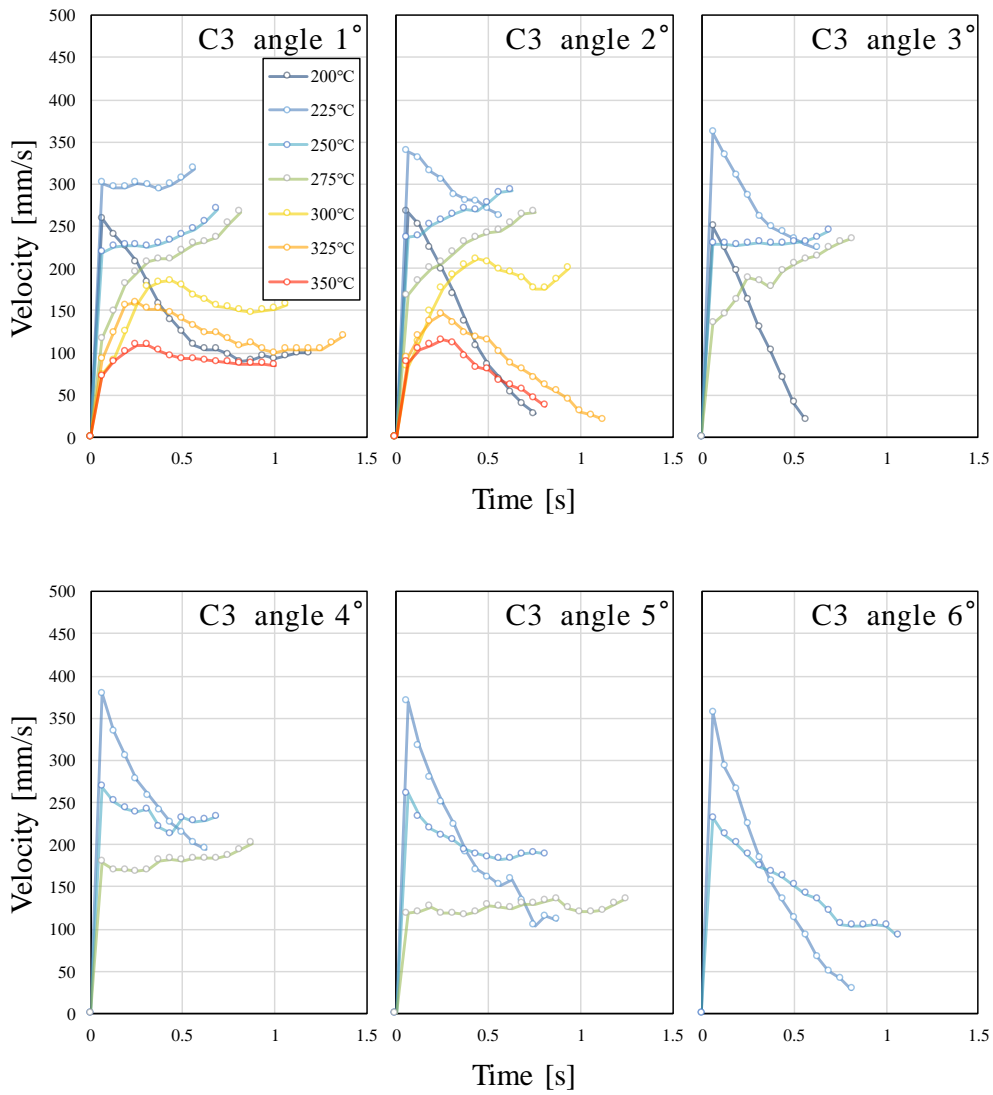 C3 angle 1°
C3 angle 2°
C3 angle 3°
500
450
400
350
300
250
200
150
100
50
0
Velocity [mm/s]
200℃
225℃
250℃
275℃
300℃
325℃
350℃
0 0.5 1 1.5
0 0.5 1 1.5
0 0.5 1 1.5
Time [s]
C3 angle 4°
C3 angle 5°
C3 angle 6°
500
450
400
350
300
250
200
150
100
50
0
Velocity [mm/s]
0 0.5 1 1.5
0 0.5 1 1.5
0 0.5 1 1.5
Time [s]